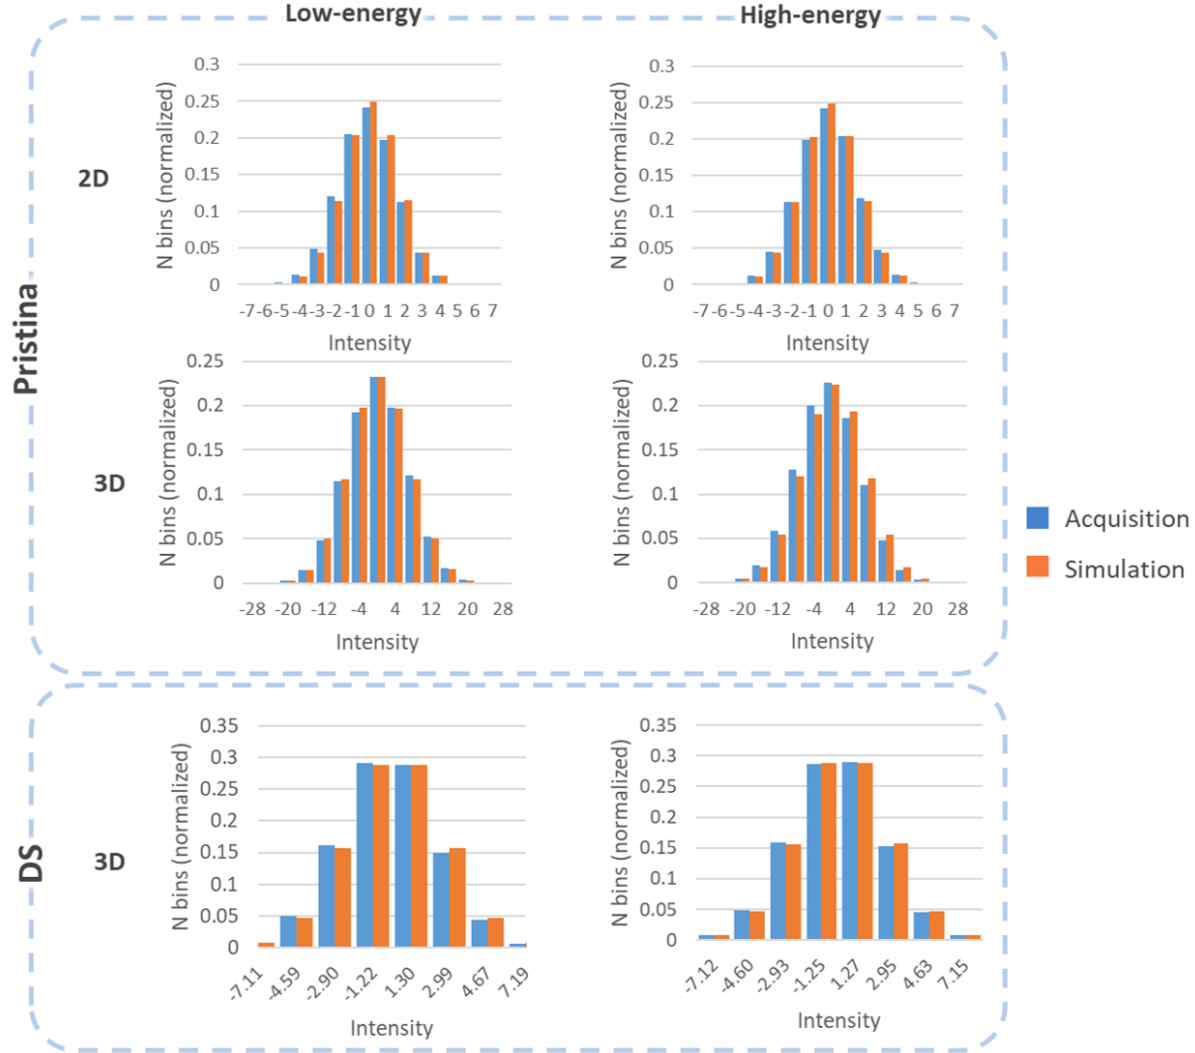 Low-energy
High-energy
Pristina
2D
N bins (normalized)
0.3
0.25
0.2
0.15
0.1
0.05
0
-7 -6 -5 -4 -3 -2 -1 0 1 2 3 4 5 6 7
Intensity
N bins (normalized)
0.3
0.25
0.2
0.15
0.1
0.05
0
-7 -6 -5 -4 -3 -2 -1 0 1 2 3 4 5 6 7
Intensity
3D
N bins (normalized)
0.25
0.2
0.15
0.1
0.05
0
-28 -20 -12 -4 4 12 20 28
Intensity
N bins (normalized)
0.25
0.2
0.15
0.1
0.05
0
-28 -20 -12 -4 4 12 20 28
Intensity
Acquisition
Simulation
DS
3D
N bins (normalized)
0.35
0.3
0.25
0.2
0.15
0.1
0.05
0
-7.11 -4.59 -2.90 -1.22 1.30 2.99 4.67 7.19
Intensity
N bins (normalized)
0.35
0.3
0.25
0.2
0.15
0.1
0.05
0
-7.12 -4.60 -2.93 -1.25 1.27 2.95 4.63 7.15
Intensity